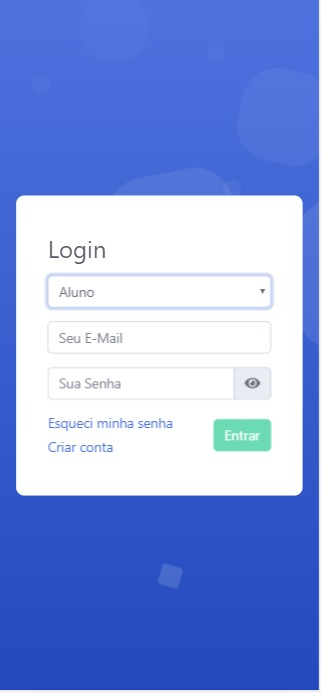 Login
Aluno
Seu E-Mail
Sua Senha
Esqueci minha senha
Criar conta
Entrar